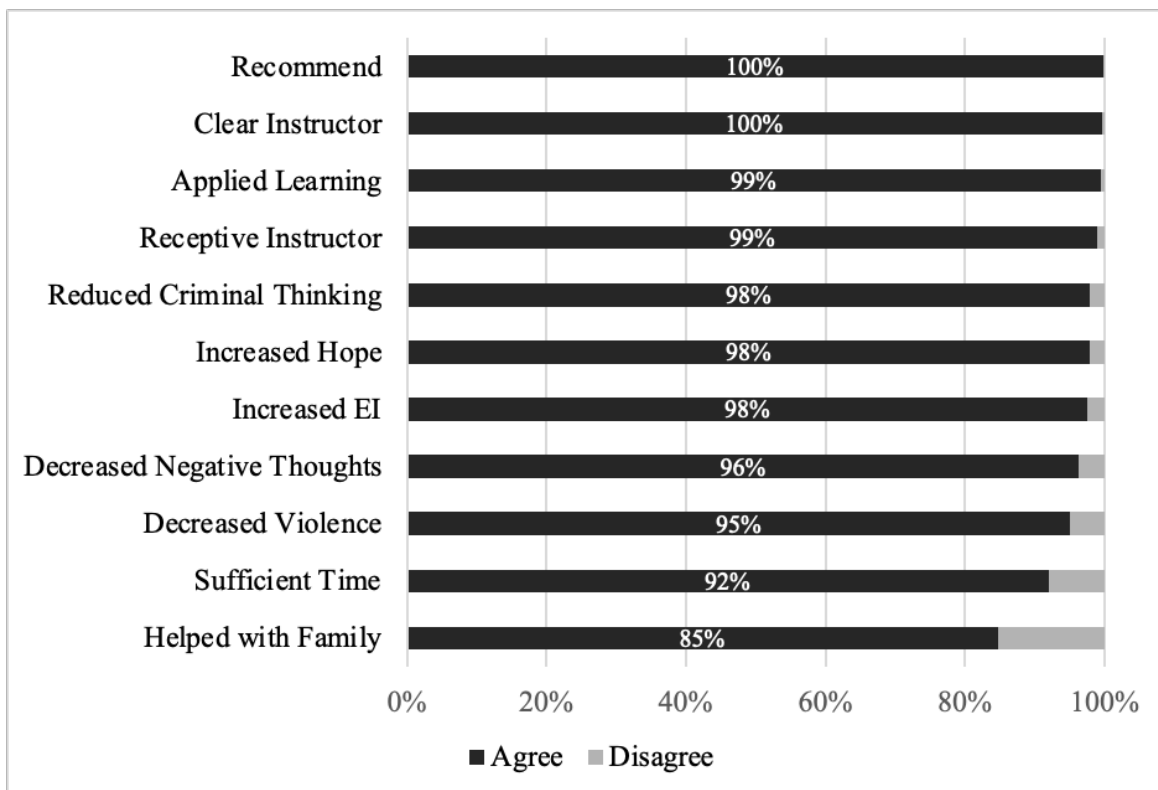 Recommend 100%
Clear Instructor 100%
Applied Learning 99%
Receptive Instructor 99%
Reduced Criminal Thinking 98%
Increased Hope 98%
Increased EI 98%
Decreased Negative Thoughts 96%
Decreased Violence 95%
Sufficient Time 92%
Helped with Family 85%
0% 20% 40% 60% 80% 100%
Agree Disagree